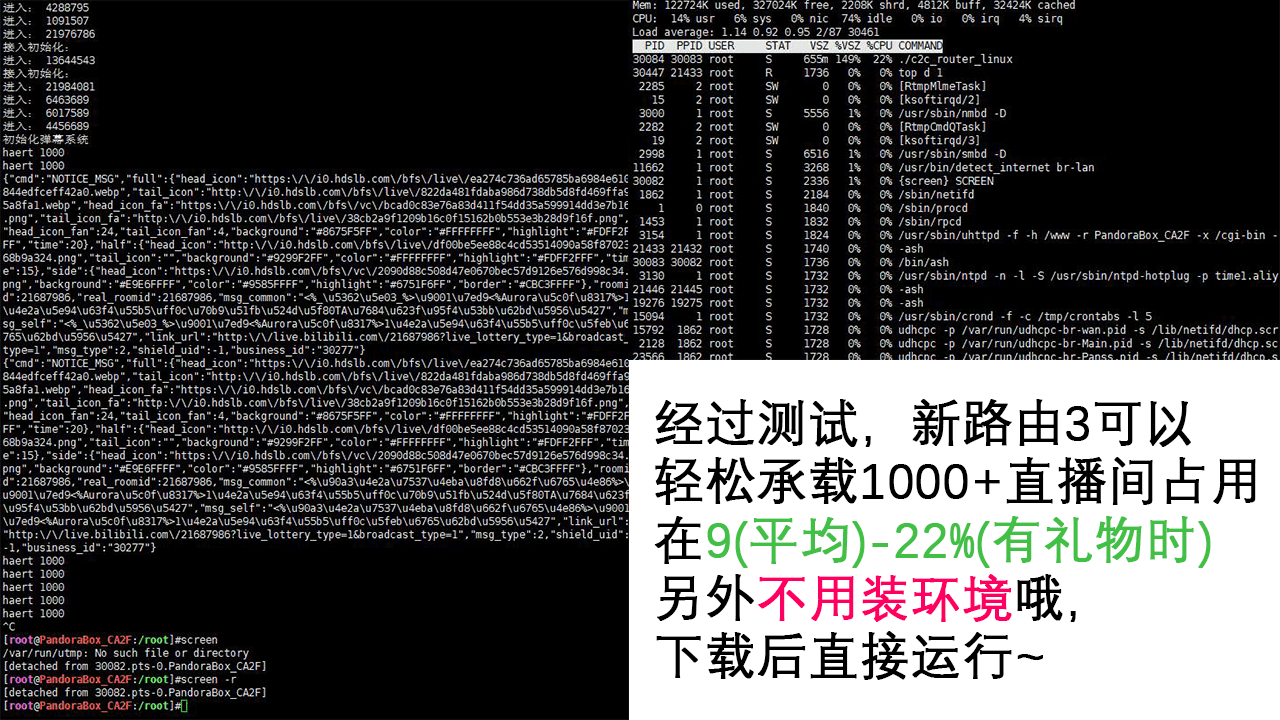 进入: 4288795
进入: 1091507
进入: 21976786
接入初始化:
进入: 13644543
接入初始化:
进入: 21984081
进入: 6463689
进入: 6017589
进入: 4456689
初始化弹幕系统
haert 1000
haert 1000
{"cmd":"NOTICE_MSG","full":{"head_icon":"https:\/\/i0.hdslb.com\/bfs\/live\/ea274c736ad65785ba6984e610
844edfceff42a0.webp","tail_icon":"http:\/\/i0.hdslb.com\/bfs\/live\/822da481fdaba986d738db5d8fd469ffa9
5a8fa1.webp","head_icon_fa":"https:\/\/i0.hdslb.com\/bfs\/vc\/bcad0c83e76a83d411f54dd35a599914dd3e7b16
.png","tail_icon_fa":"http:\/\/i0.hdslb.com\/bfs\/live\/38cb2a9f1209b16c0f15162b0b553e3b28d9f16f.png",
"head_icon_fan":24,"tail_icon_fan":4,"background":"#8675F5FF","color":"#FFFFFFFF","highlight":"#FDFF2F
FF","time":20},"half":{"head_icon":"http:\/\/i0.hdslb.com\/bfs\/live\/df00be5ee88c4cd53514090a58f87023
68b9a324.png","tail_icon":"","background":"#9299F2FF","color":"#FFFFFFFF","highlight":"#FDFF2FFF","tim
e":15},"side":{"head_icon":"https:\/\/i0.hdslb.com\/bfs\/vc\/2090d88c508d47e0670bec57d9126e576d998c34.
png","background":"#E9E6FFFF","color":"#9585FFFF","highlight":"#6751F6FF","border":"#CBC3FFFF"},"roomi
d":21687986,"real_roomid":21687986,"msg_common":"<%_\u5362\u5e03_%>\u9001\u7ed9<%Aurora\u5c0f\u8317%>1
\u4e2a\u5e94\u63f4\u55b5\uff0c\u70b9\u51fb\u524d\u5f80TA\u7684\u623f\u95f4\u53bb\u62bd\u5956\u5427","m
sg_self":"<%_\u5362\u5e03_%>\u9001\u7ed9<%Aurora\u5c0f\u8317%>1\u4e2a\u5e94\u63f4\u55b5\uff0c\u5feb\u6
765\u62bd\u5956\u5427","link_url":"http:\/\/live.bilibili.com\/21687986?live_lottery_type=1&broadcast_
type=1","msg_type":2,"shield_uid":-1,"business_id":"30277"}
{"cmd":"NOTICE_MSG","full":{"head_icon":"https:\/\/i0.hdslb.com\/bfs\/live\/ea274c736ad65785ba6984e610
844edfceff42a0.webp","tail_icon":"http:\/\/i0.hdslb.com\/bfs\/live\/822da481fdaba986d738db5d8fd469ffa9
5a8fa1.webp","head_icon_fa":"https:\/\/i0.hdslb.com\/bfs\/vc\/bcad0c83e76a83d411f54dd35a599914dd3e7b16
.png","tail_icon_fa":"http:\/\/i0.hdslb.com\/bfs\/live\/38cb2a9f1209b16c0f15162b0b553e3b28d9f16f.png",
"head_icon_fan":24,"tail_icon_fan":4,"background":"#8675F5FF","color":"#FFFFFFFF","highlight":"#FDFF2F
FF","time":20},"half":{"head_icon":"http:\/\/i0.hdslb.com\/bfs\/live\/df00be5ee88c4cd53514090a58f87023
68b9a324.png","tail_icon":"","background":"#9299F2FF","color":"#FFFFFFFF","highlight":"#FDFF2FFF","tim
e":15},"side":{"head_icon":"https:\/\/i0.hdslb.com\/bfs\/vc\/2090d88c508d47e0670bec57d9126e576d998c34.
png","background":"#E9E6FFFF","color":"#9585FFFF","highlight":"#6751F6FF","border":"#CBC3FFFF"},"roomi
d":21687986,"real_roomid":21687986,"msg_common":"<%\u90a3\u4e2a\u7537\u4eba\u8fd8\u662f\u6765\u4e86%>\
u9001\u7ed9<%Aurora\u5c0f\u8317%>1\u4e2a\u5e94\u63f4\u55b5\uff0c\u70b9\u51fb\u524d\u5f80TA\u7684\u623f
\u95f4\u53bb\u62bd\u5956\u5427","msg_self":"<%\u90a3\u4e2a\u7537\u4eba\u8fd8\u662f\u6765\u4e86%>\u9001
\u7ed9<%Aurora\u5c0f\u8317%>1\u4e2a\u5e94\u63f4\u55b5\uff0c\u5feb\u6765\u62bd\u5956\u5427","link_url":
"http:\/\/live.bilibili.com\/21687986?live_lottery_type=1&broadcast_type=1","msg_type":2,"shield_uid":
-1,"business_id":"30277"}
haert 1000
haert 1000
haert 1000
haert 1000
haert 1000
^C
[root@PandoraBox_CA2F:/root]#screen
/var/run/utmp: No such file or directory
[detached from 30082.pts-0.PandoraBox_CA2F]
[root@PandoraBox_CA2F:/root]#screen -r
[detached from 30082.pts-0.PandoraBox_CA2F]
[root@PandoraBox_CA2F:/root]#
Mem: 122724K used, 327024K free, 2208K shrd, 4812K buff, 32424K cached
CPU: 14% usr 6% sys 0% nic 74% idle 0% io 0% irq 4% sirq
Load average: 1.14 0.92 0.95 2/87 30461
PID PPID USER STAT VSZ %VSZ %CPU COMMAND
30084 30083 root S 655m 149% 22% ./c2c_router_linux
30447 21433 root R 1736 0% 0% top d 1
2285 2 root SW 0 0% 0% [RtmpMlmeTask]
15 2 root SW 0 0% 0% [ksoftirqd/2]
3000 1 root S 5556 1% 0% /usr/sbin/nmbd -D
2282 2 root SW 0 0% 0% [RtmpCmdQTask]
19 2 root SW 0 0% 0% [ksoftirqd/3]
2998 1 root S 6516 1% 0% /usr/sbin/smbd -D
11662 1 root S 3268 1% 0% /usr/bin/detect_internet br-lan
30082 1 root S 2336 1% 0% {screen} SCREEN
1862 1 root S 2184 0% 0% /sbin/netifd
1 0 root S 1840 0% 0% /sbin/procd
1453 1 root S 1832 0% 0% /sbin/rpcd
3154 1 root S 1824 0% 0% /usr/sbin/uhttpd -f -h /www -r PandoraBox_CA2F -x /cgi-bin -
21433 21432 root S 1740 0% 0% -ash
30083 30082 root S 1736 0% 0% /bin/ash
3130 1 root S 1732 0% 0% /usr/sbin/ntpd -n -l -S /usr/sbin/ntpd-hotplug -p time1.aliy
21446 21445 root S 1732 0% 0% -ash
19276 19275 root S 1732 0% 0% -ash
15094 1 root S 1732 0% 0% /usr/sbin/crond -f -c /tmp/crontabs -l 5
15792 1862 root S 1728 0% 0% udhcpc -p /var/run/udhcpc-br-wan.pid -s /lib/netifd/dhcp.scr
2128 1862 root S 1728 0% 0% udhcpc -p /var/run/udhcpc-br-Main.pid -s /lib/netifd/dhcp.sc
23566 1862 root S 1728 0% 0% udhcpc -p /var/run/udhcpc-br-Panss.pid -s /lib/netifd/dhcp.s
经过测试，新路由3可以
轻松承载1000+直播间占用
在9(平均)-22%(有礼物时)
另外不用装环境哦,
下载后直接运行~